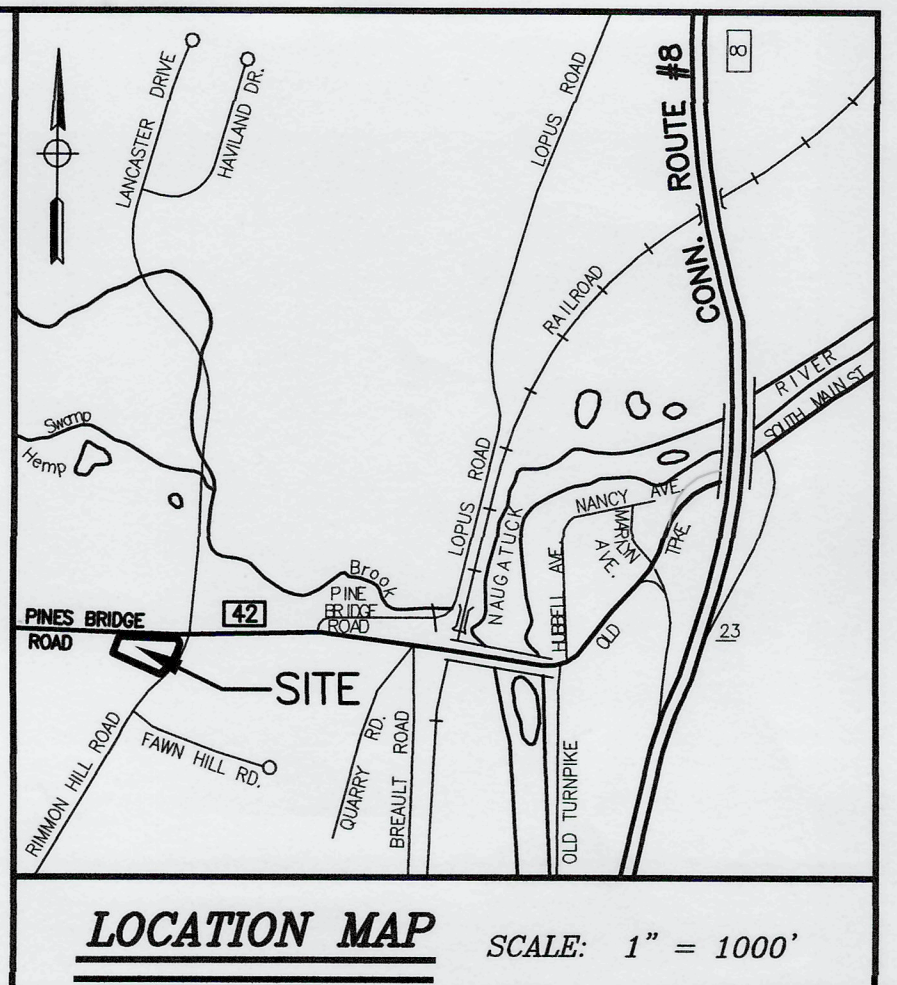 LANCASTER DRIVE
HAVILAND DR.
LOPUS ROAD
CONN. ROUTE #8
8
RAILROAD
RIVER
SOUTH MAIN ST.
Swamp
Hemp
LOPUS ROAD
NAUGATUCK
NANCY AVE.
MARILYN
AVE.
HUBBELL AVE.
OLD TPKE.
Brook
PINE
BRIDGE
ROAD
PINES BRIDGE
ROAD
42
23
SITE
RIMMON HILL ROAD
FAWN HILL RD.
QUARRY RD.
BREAULT ROAD
OLD TURNPIKE
LOCATION MAP
SCALE: 1" = 1000'